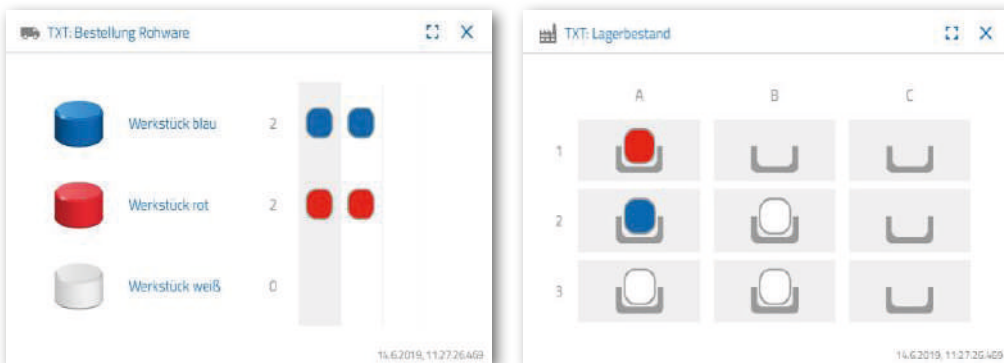 TXT: Bestellung Rohware
Werkstück blau 2
Werkstück rot 2
Werkstück weiß 0
14.6.2019, 11:27:26.469
TXT: Lagerbestand
A B C
1
2
3
14.6.2019, 11:27:26.469